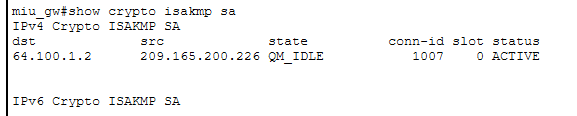 miu_gw#show crypto isakmp sa
IPv4 Crypto ISAKMP SA
dst src state conn-id slot status
64.100.1.2 209.165.200.226 QM_IDLE 1007 0 ACTIVE
IPv6 Crypto ISAKMP SA